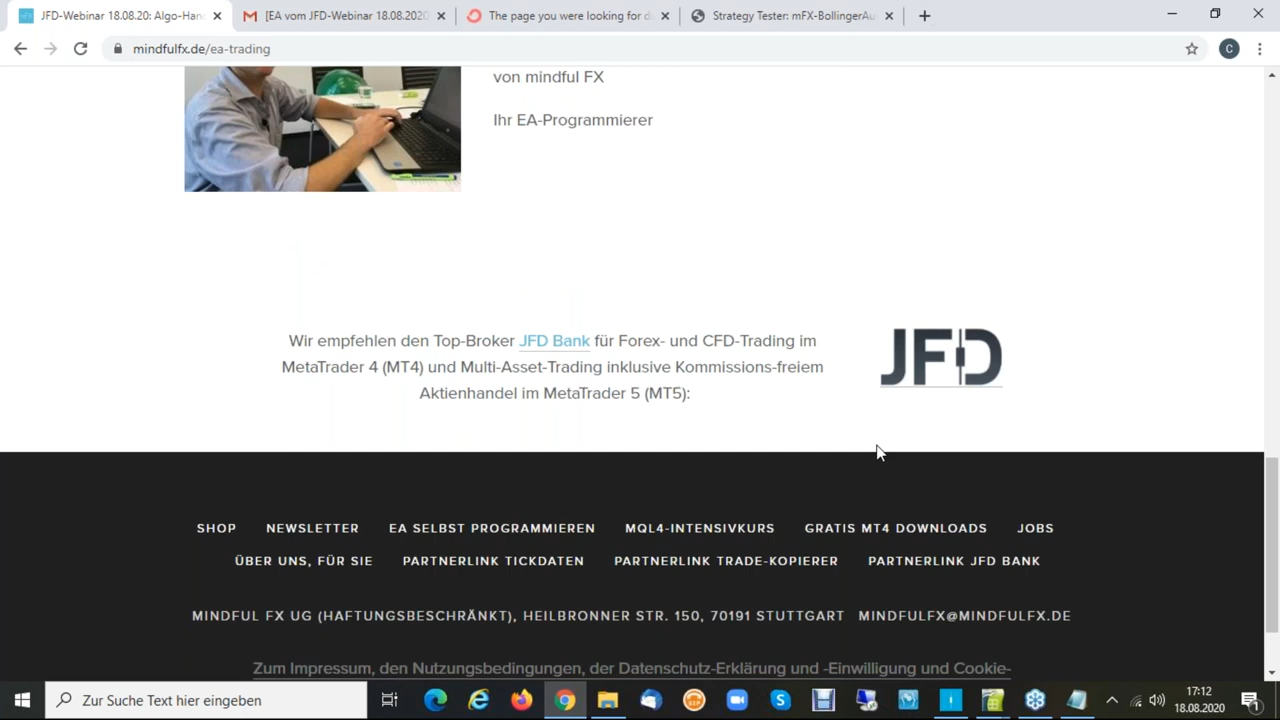 JFD-Webinar 18.08.20: Algo-Han
[EA vom JFD-Webinar 18.08.2020
The page you were looking for d
Strategy Tester: mFX-BollingerAu
mindfulfx.de/ea-trading
C
von mindful FX
Ihr EA-Programmierer
Wir empfehlen den Top-Broker JFD Bank für Forex- und CFD-Trading im
MetaTrader 4 (MT4) und Multi-Asset-Trading inklusive Kommissions-freiem
Aktienhandel im MetaTrader 5 (MT5):
JFD
SHOP NEWSLETTER EA SELBST PROGRAMMIEREN MQL4-INTENSIVKURS GRATIS MT4 DOWNLOADS JOBS
ÜBER UNS, FÜR SIE PARTNERLINK TICKDATEN PARTNERLINK TRADE-KOPIERER PARTNERLINK JFD BANK
MINDFUL FX UG (HAFTUNGSBESCHRÄNKT), HEILBRONNER STR. 150, 70191 STUTTGART MINDFULFX@MINDFULFX.DE
Zum Impressum, den Nutzungsbedingungen, der Datenschutz-Erklärung und -Einwilligung und Cookie-
Zur Suche Text hier eingeben
17:12
18.08.2020
1